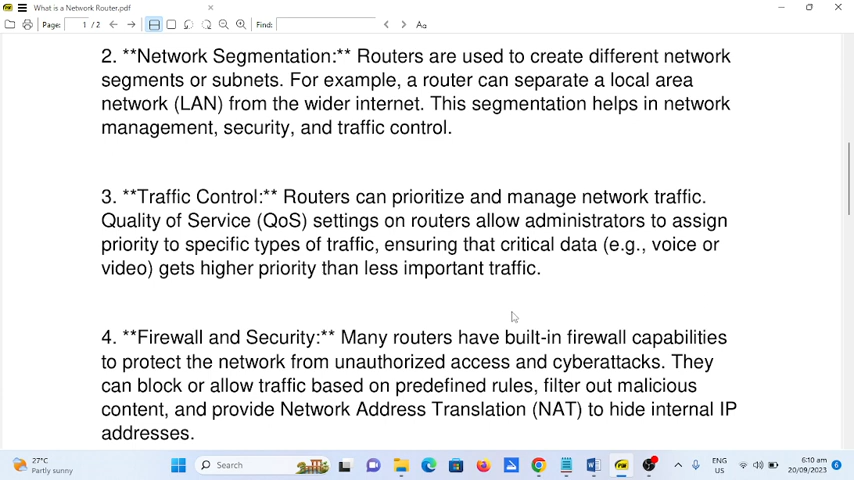 What is a Network Router.pdf
Page: 1 / 2 Find: Aa
2. **Network Segmentation:** Routers are used to create different network
segments or subnets. For example, a router can separate a local area
network (LAN) from the wider internet. This segmentation helps in network
management, security, and traffic control.
3. **Traffic Control:** Routers can prioritize and manage network traffic.
Quality of Service (QoS) settings on routers allow administrators to assign
priority to specific types of traffic, ensuring that critical data (e.g., voice or
video) gets higher priority than less important traffic.
4. **Firewall and Security:** Many routers have built-in firewall capabilities
to protect the network from unauthorized access and cyberattacks. They
can block or allow traffic based on predefined rules, filter out malicious
content, and provide Network Address Translation (NAT) to hide internal IP
addresses.
27°C
Partly sunny
Search
ENG
US
6:10 am
20/09/2023
6